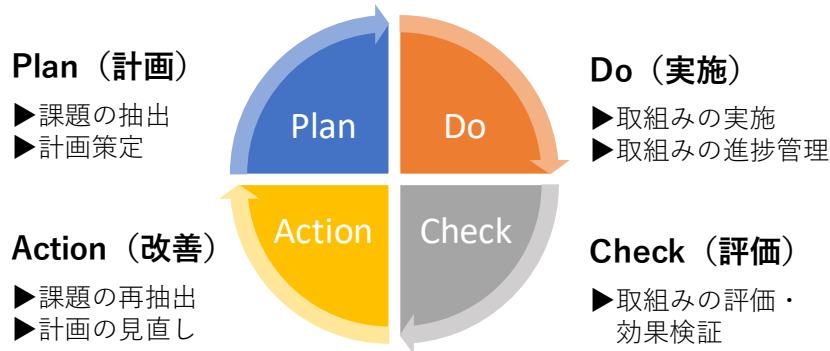 Plan（計画）
▶課題の抽出
▶計画策定
Plan
Do
Do（実施）
▶取組みの実施
▶取組みの進捗管理
Action（改善）
▶課題の再抽出
▶計画の見直し
Action
Check
Check（評価）
▶取組みの評価・
効果検証